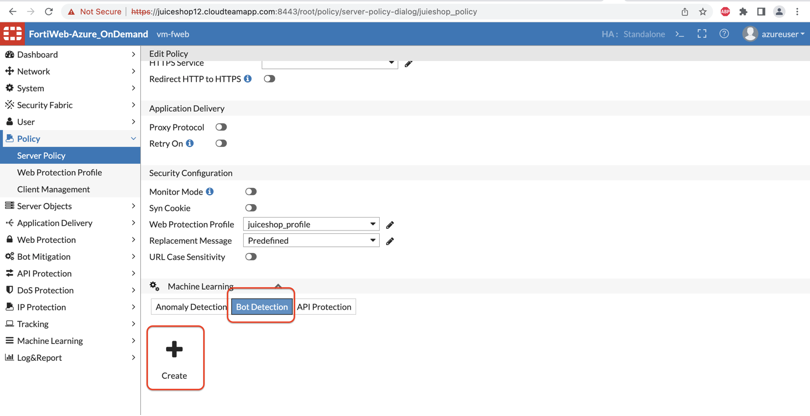 Not Secure | https://juiceshop12.cloudteamapp.com:8443/root/policy/server-policy-dialog/juieshop_policy
ABP
FortiWeb-Azure_OnDemand vm-fweb HA : Standalone >_ azureuser
Dashboard
Network
System
Security Fabric
User
Policy
Server Policy
Web Protection Profile
Client Management
Server Objects
Application Delivery
Web Protection
Bot Mitigation
API Protection
DoS Protection
IP Protection
Tracking
Machine Learning
Log&Report
Edit Policy
HTTPS Service
Redirect HTTP to HTTPS
Application Delivery
Proxy Protocol
Retry On
Security Configuration
Monitor Mode
Syn Cookie
Web Protection Profile juiceshop_profile
Replacement Message Predefined
URL Case Sensitivity
Machine Learning
Anomaly Detection Bot Detection API Protection
Create